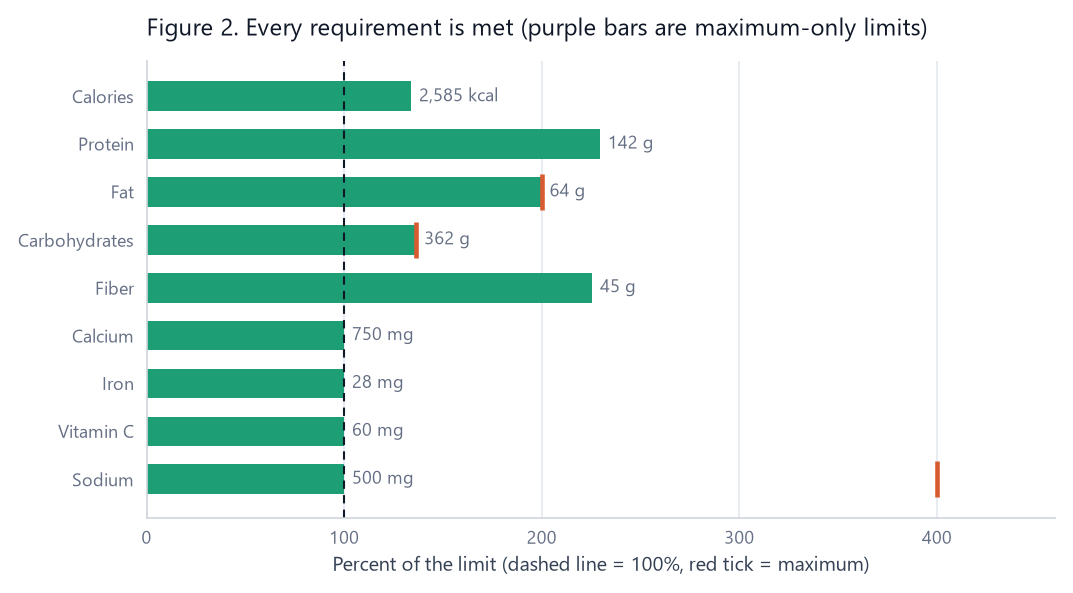 Figure 2. Every requirement is met (purple bars are maximum-only limits)
Calories 2,585 kcal
Protein 142 g
Fat 64 g
Carbohydrates 362 g
Fiber 45 g
Calcium 750 mg
Iron 28 mg
Vitamin C 60 mg
Sodium 500 mg
0 100 200 300 400
Percent of the limit (dashed line = 100%, red tick = maximum)